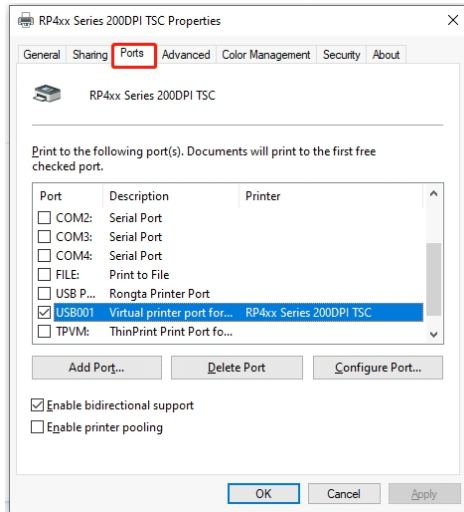 RP4xx Series 200DPI TSC Properties
General Sharing Ports Advanced Color Management Security About
RP4xx Series 200DPI TSC
Print to the following port(s). Documents will print to the first free
checked port.
Port Description Printer
COM2: Serial Port
COM3: Serial Port
COM4: Serial Port
FILE: Print to File
USB P... Rongta Printer Port
USB001 Virtual printer port for... RP4xx Series 200DPI TSC
TPVM: ThinPrint Print Port fo...
Add Port... Delete Port Configure Port...
Enable bidirectional support
Enable printer pooling
OK Cancel Apply